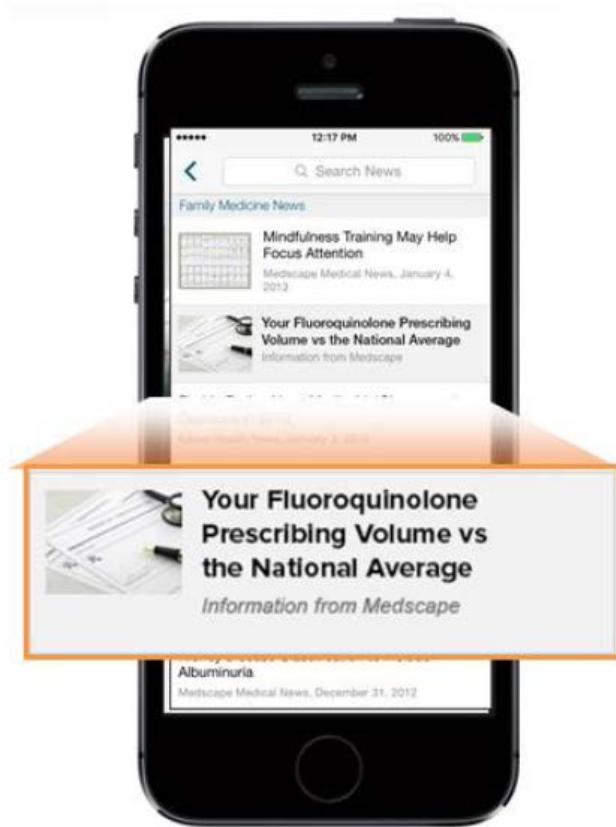 12:17 PM
100%
Search News
Family Medicine News
Mindfulness Training May Help
Focus Attention
Medscape Medical News, January 4,
2013
Your Fluoroquinolone Prescribing
Volume vs the National Average
Information from Medscape
Your Fluoroquinolone
Prescribing Volume vs
the National Average
Information from Medscape
Albuminuria
Medscape Medical News, December 31, 2012